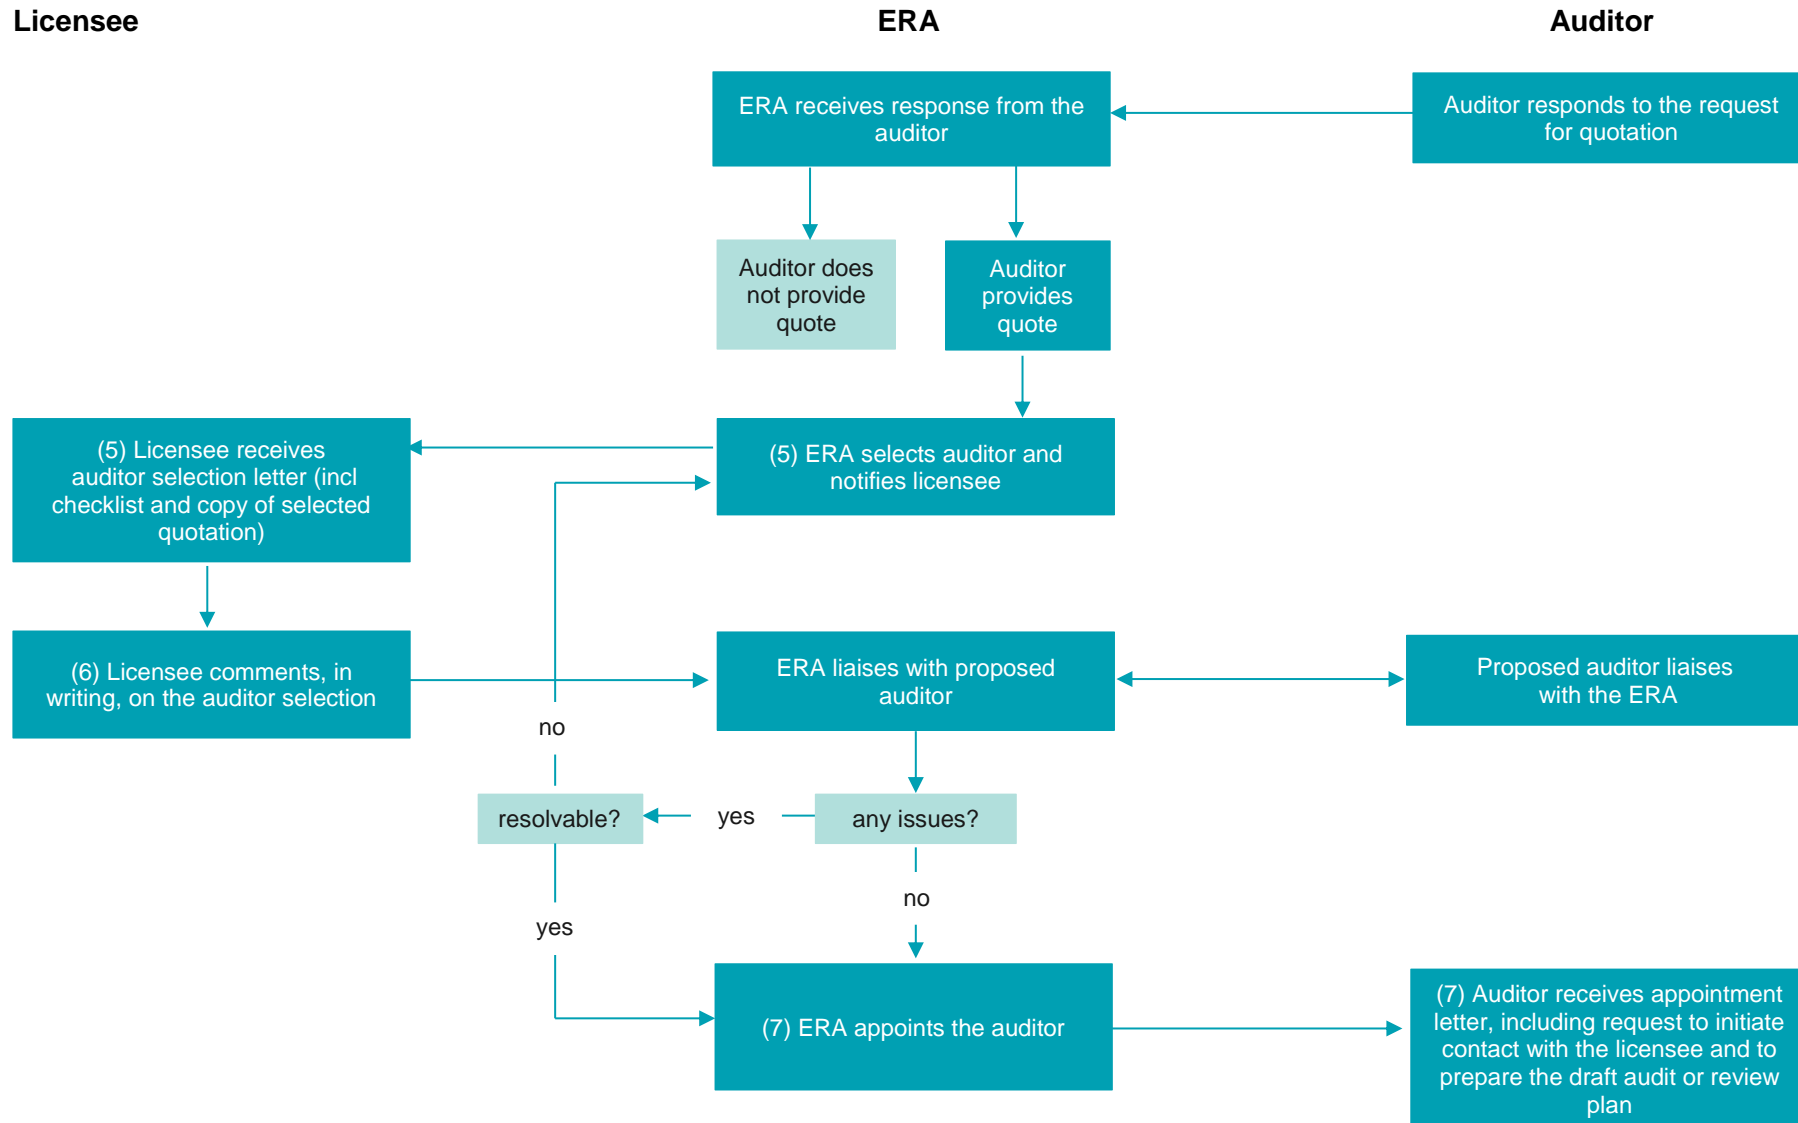 Licensee
ERA
Auditor
ERA receives response from the
auditor
Auditor responds to the request
for quotation
Auditor does
not provide
quote
Auditor
provides
quote
(5) Licensee receives
auditor selection letter (incl
checklist and copy of selected
quotation)
(5) ERA selects auditor and
notifies licensee
(6) Licensee comments, in
writing, on the auditor selection
ERA liaises with proposed
auditor
Proposed auditor liaises
with the ERA
no
resolvable?
yes
any issues?
no
yes
(7) ERA appoints the auditor
(7) Auditor receives appointment
letter, including request to initiate
contact with the licensee and to
prepare the draft audit or review
plan